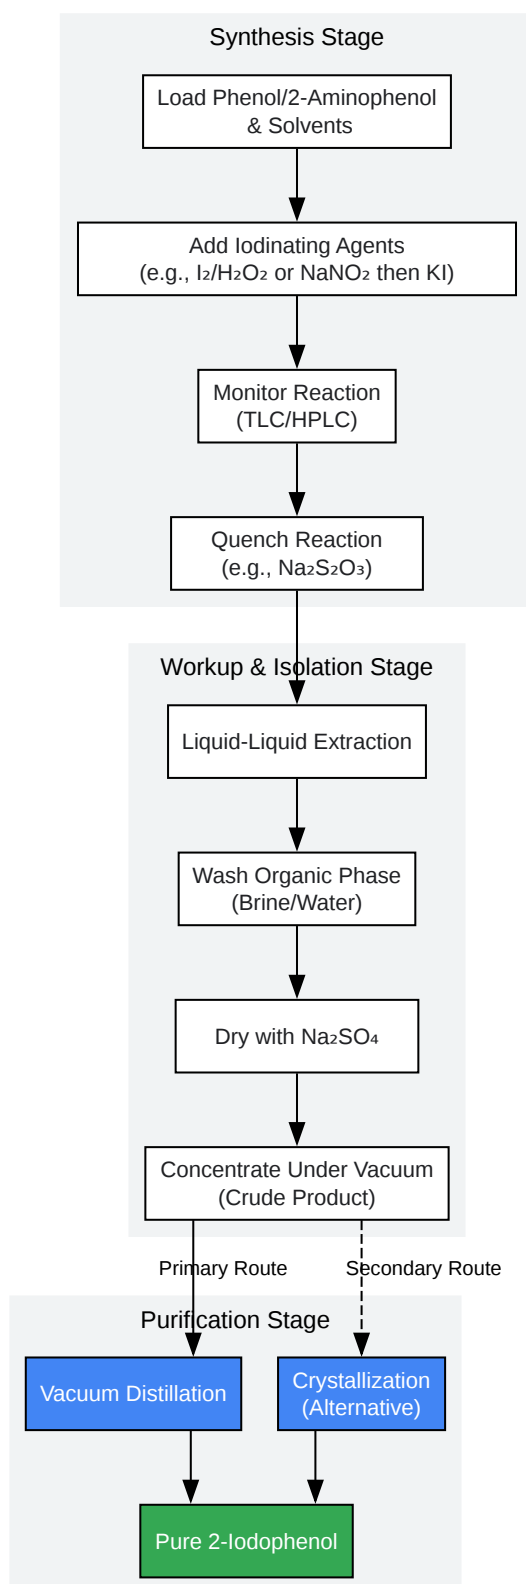 Synthesis Stage
Load Phenol/2-Aminophenol
& Solvents
Add Iodinating Agents
(e.g., I₂/H₂O₂ or NaNO₂ then KI)
Monitor Reaction
(TLC/HPLC)
Quench Reaction
(e.g., Na₂S₂O₃)
Workup & Isolation Stage
Liquid-Liquid Extraction
Wash Organic Phase
(Brine/Water)
Dry with Na₂SO₄
Concentrate Under Vacuum
(Crude Product)
Primary Route
Secondary Route
Purification Stage
Vacuum Distillation
Crystallization
(Alternative)
Pure 2-Iodophenol